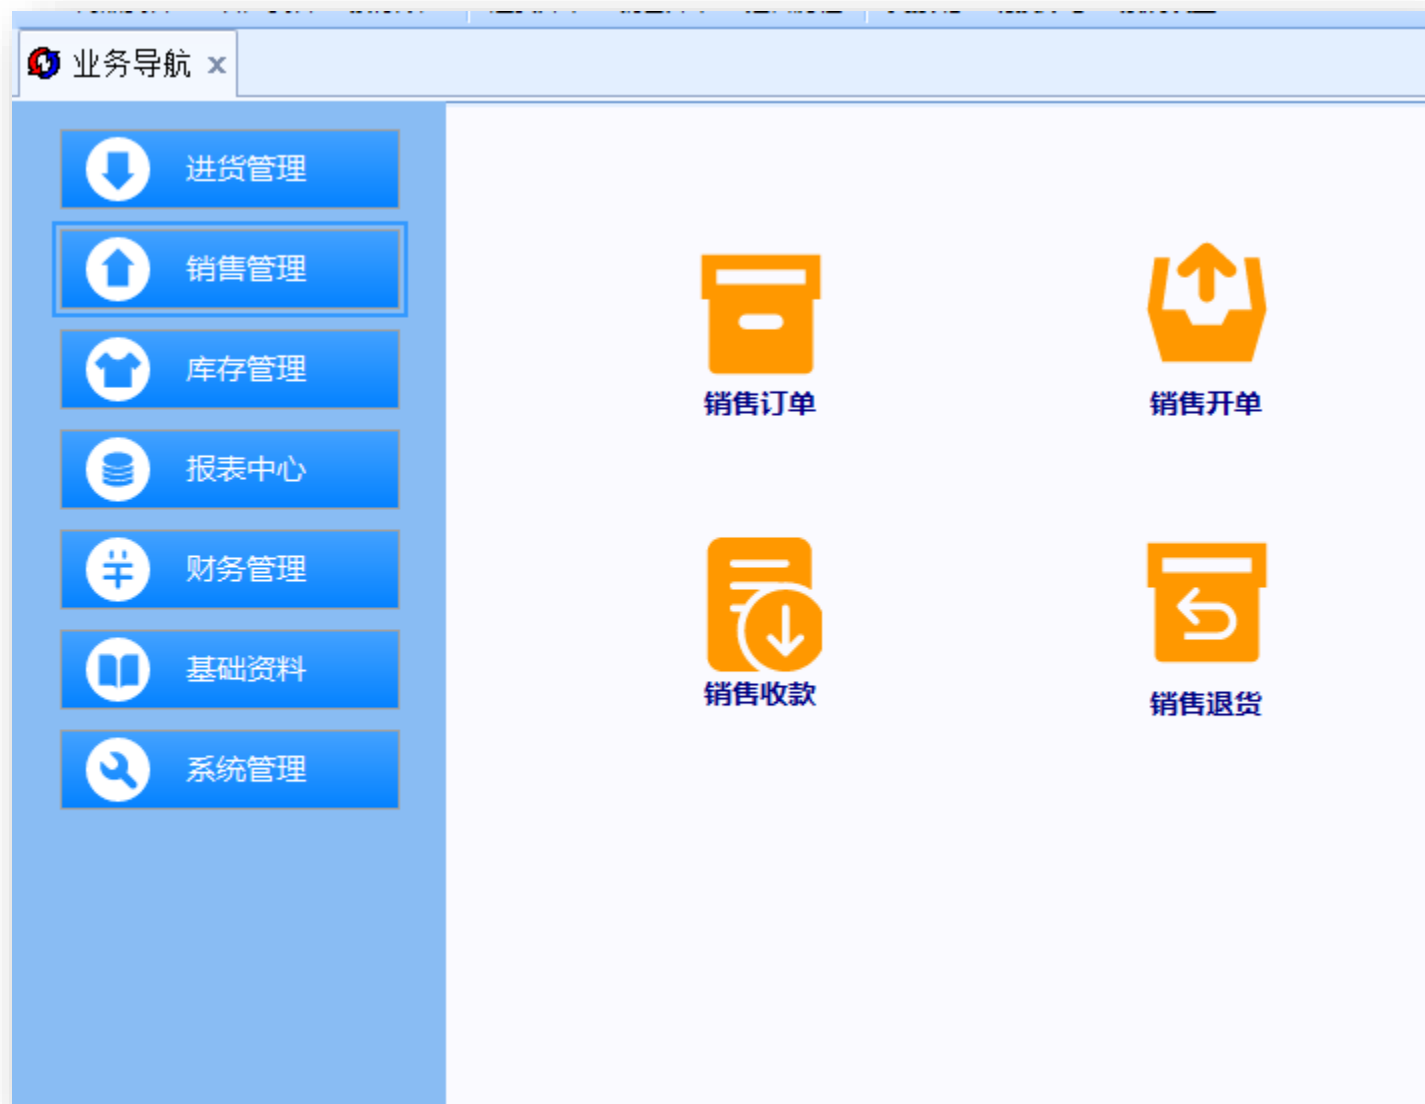 业务导航
进货管理
销售管理
库存管理
报表中心
财务管理
基础资料
系统管理
销售订单
销售开单
销售收款
销售退货